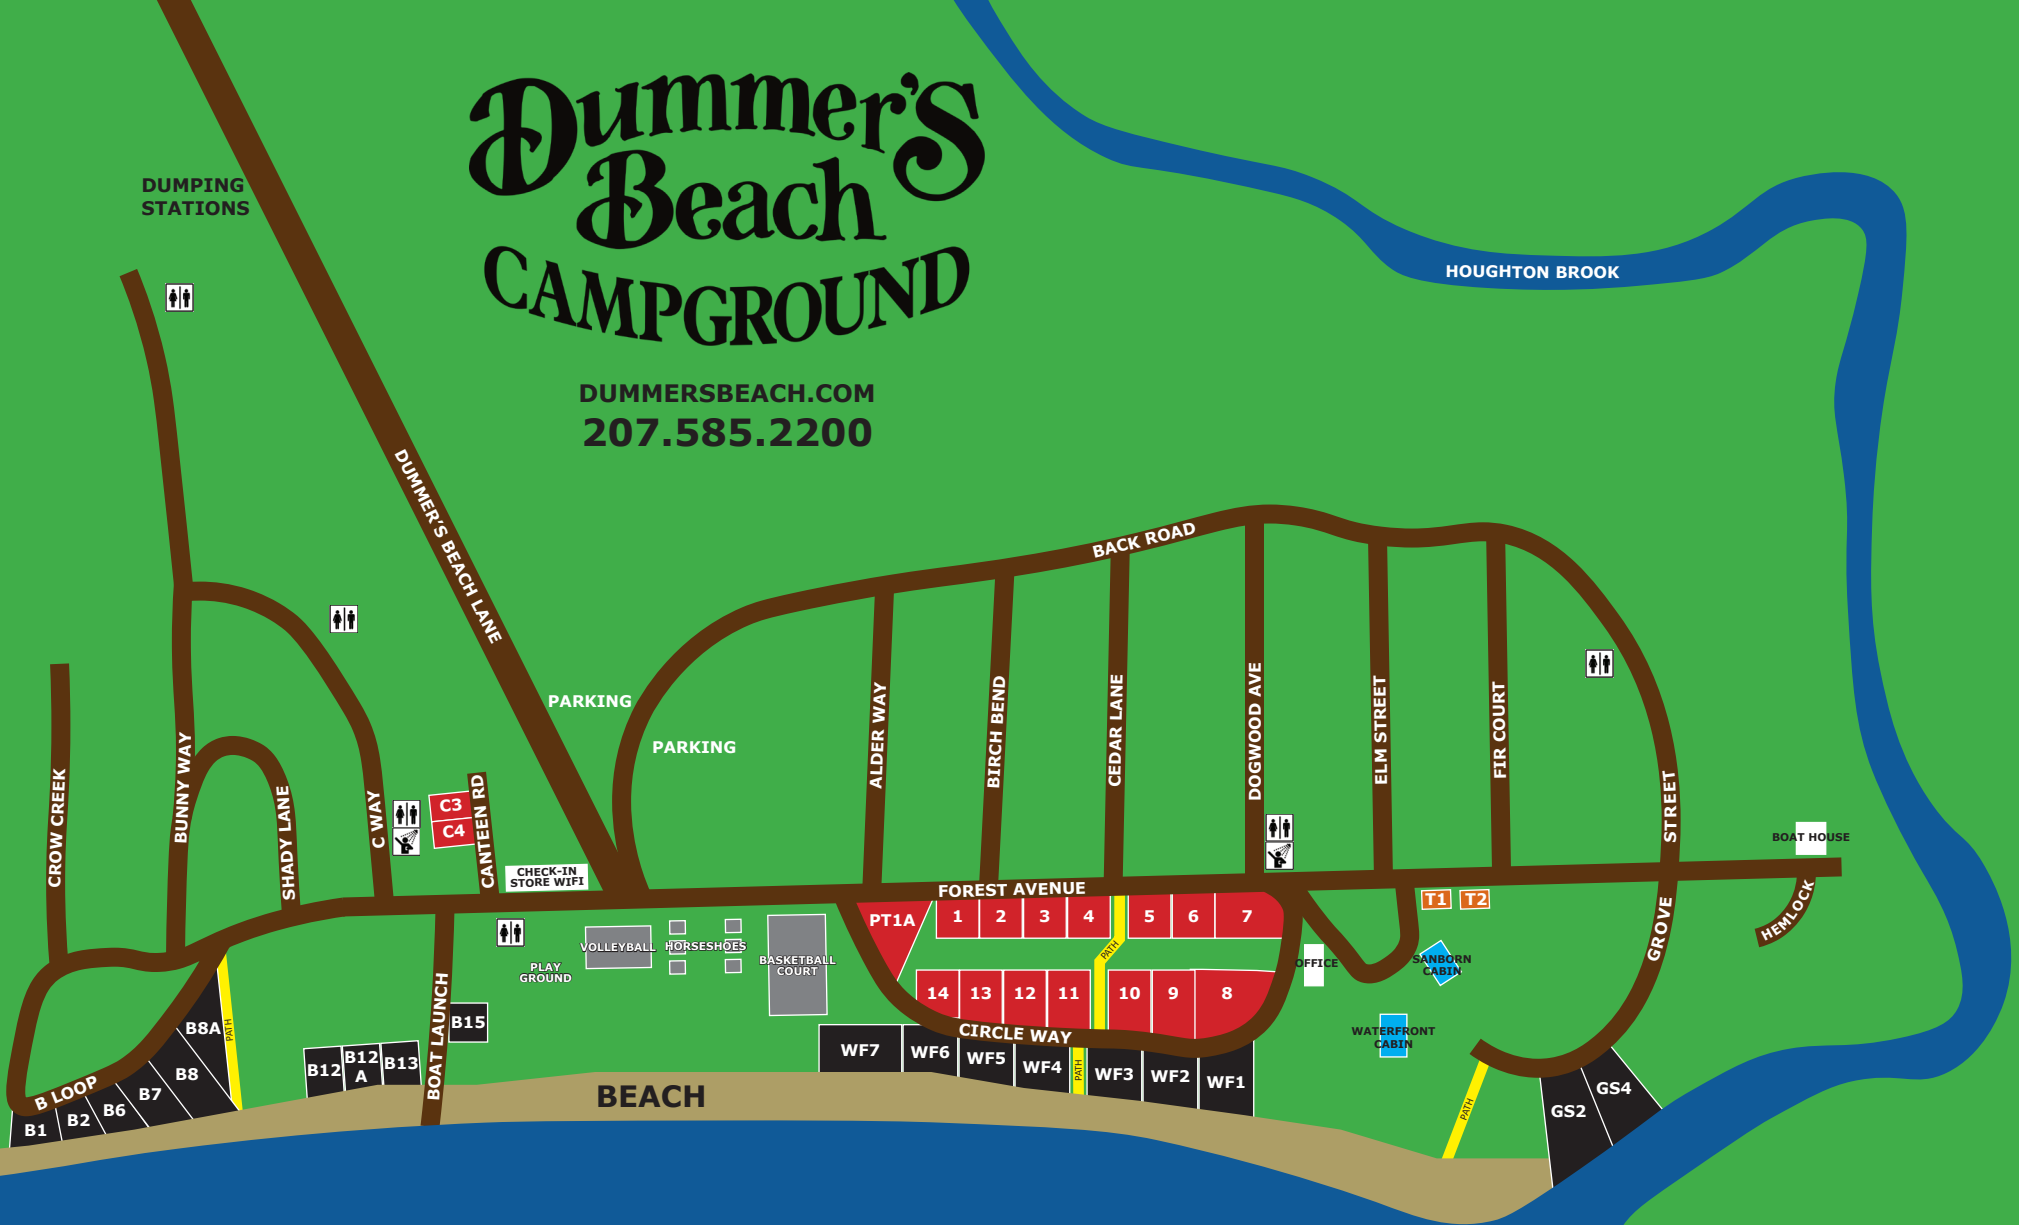 Dummer's
Beach
CAMPGROUND
DUMMERSBEACH.COM
207.585.2200
DUMPING
STATIONS
HOUGHTON BROOK
DUMMER'S BEACH LANE
BACK ROAD
PARKING
PARKING
CROW CREEK
BUNNY WAY
SHADY LANE
C WAY
C3
C4
CANTEEN RD
CHECK-IN
STORE WIFI
ALDER WAY
BIRCH BEND
CEDAR LANE
DOGWOOD AVE
ELM STREET
FIR COURT
GROVE STREET
BOAT HOUSE
HEMLOCK
FOREST AVENUE
T1
T2
PT1A
1
2
3
4
5
6
7
PATH
14
13
12
11
10
9
8
CIRCLE WAY
OFFICE
SANBORN
CABIN
WATERFRONT
CABIN
VOLLEYBALL
HORSESHOES
BASKETBALL
COURT
PLAY
GROUND
BOAT LAUNCH
B15
B LOOP
B1
B2
B6
B7
B8
B8A
PATH
B12
B12
A
B13
WF7
WF6
WF5
WF4
PATH
WF3
WF2
WF1
BEACH
PATH
GS2
GS4